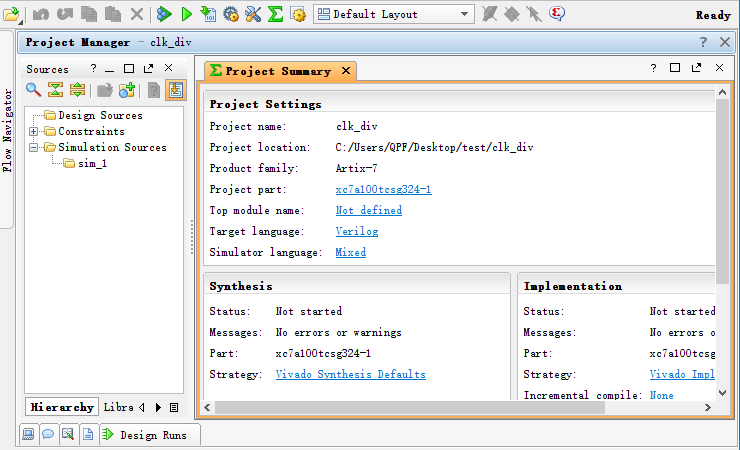 Default Layout
Ready
Project Manager - clk_div
Flow Navigator
Sources
Design Sources
Constraints
Simulation Sources
sim_1
Hierarchy Libra
Project Summary
Project Settings
Project name: clk_div
Project location: C:/Users/QPF/Desktop/test/clk_div
Product family: Artix-7
Project part: xc7a100tcsg324-1
Top module name: Not defined
Target language: Verilog
Simulator language: Mixed
Synthesis
Status: Not started
Messages: No errors or warnings
Part: xc7a100tcsg324-1
Strategy: Vivado Synthesis Defaults
Implementation
Status: Not started
Messages: No errors o
Part: xc7a100tcsg
Strategy: Vivado Impl
Incremental compile: None
Design Runs